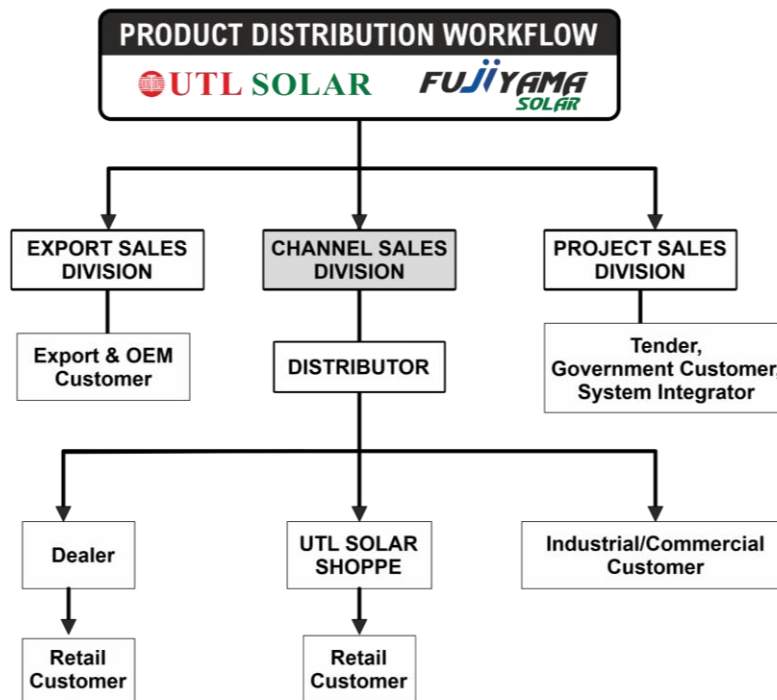 PRODUCT DISTRIBUTION WORKFLOW
UTL SOLAR
FUJIYAMA
SOLAR
EXPORT SALES
DIVISION
CHANNEL SALES
DIVISION
PROJECT SALES
DIVISION
Export & OEM
Customer
DISTRIBUTOR
Tender,
Government Customer,
System Integrator
Dealer
UTL SOLAR
SHOPPE
Industrial/Commercial
Customer
Retail
Customer
Retail
Customer